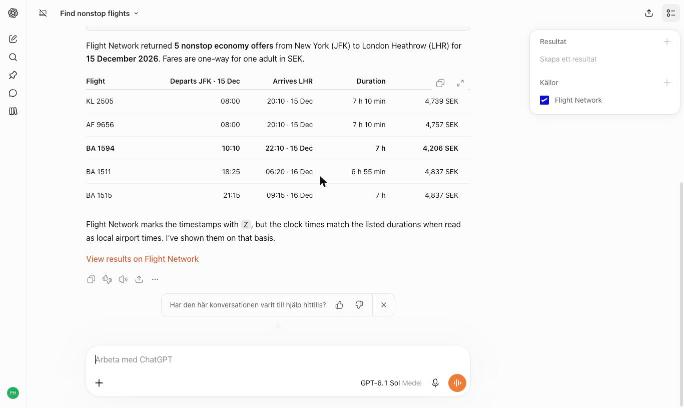 Find nonstop flights
Flight Network returned 5 nonstop economy offers from New York (JFK) to London Heathrow (LHR) for
15 December 2026. Fares are one-way for one adult in SEK.
Flight Departs JFK · 15 Dec Arrives LHR Duration
KL 2505 08:00 20:10 · 15 Dec 7 h 10 min 4,739 SEK
AF 9656 08:00 20:10 · 15 Dec 7 h 10 min 4,757 SEK
BA 1594 10:10 22:10 · 15 Dec 7 h 4,206 SEK
BA 1511 18:25 06:20 · 16 Dec 6 h 55 min 4,837 SEK
BA 1515 21:15 09:15 · 16 Dec 7 h 4,837 SEK
Flight Network marks the timestamps with Z, but the clock times match the listed durations when read
as local airport times. I've shown them on that basis.
View results on Flight Network
Har den här konversationen varit till hjälp hittills?
Arbeta med ChatGPT
GPT-6.1 Sol Medel
Resultat
Skapa ett resultat
Källor
Flight Network